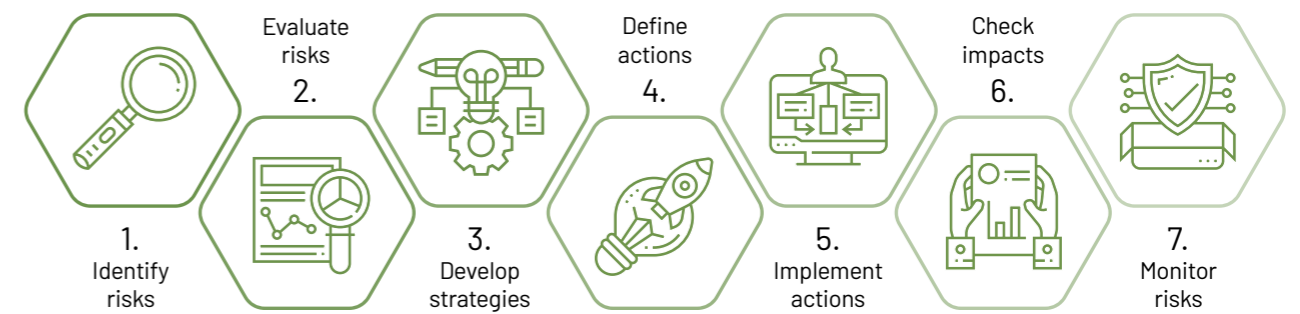 1.
Identify
risks
Evaluate
risks
2.
3.
Develop
strategies
Define
actions
4.
5.
Implement
actions
Check
impacts
6.
7.
Monitor
risks